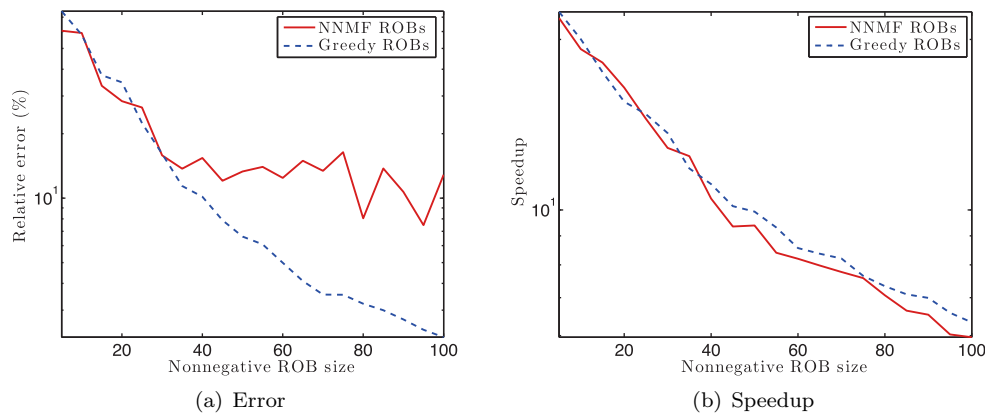 NNMF ROBs
Greedy ROBs
Relative error (%)
10^1
20 40 60 80 100
Nonnegative ROB size
(a) Error
NNMF ROBs
Greedy ROBs
Speedup
10^1
20 40 60 80 100
Nonnegative ROB size
(b) Speedup